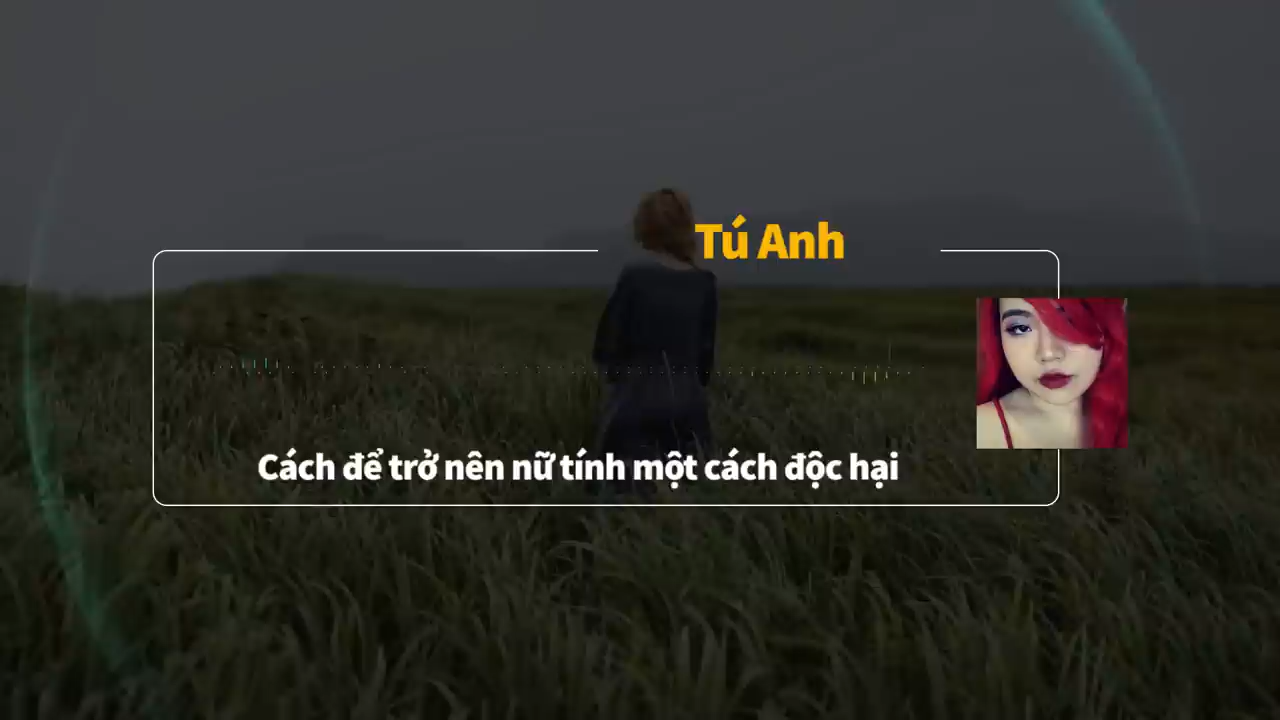 Tú Anh
Cách để trở nên nữ tính một cách độc hại